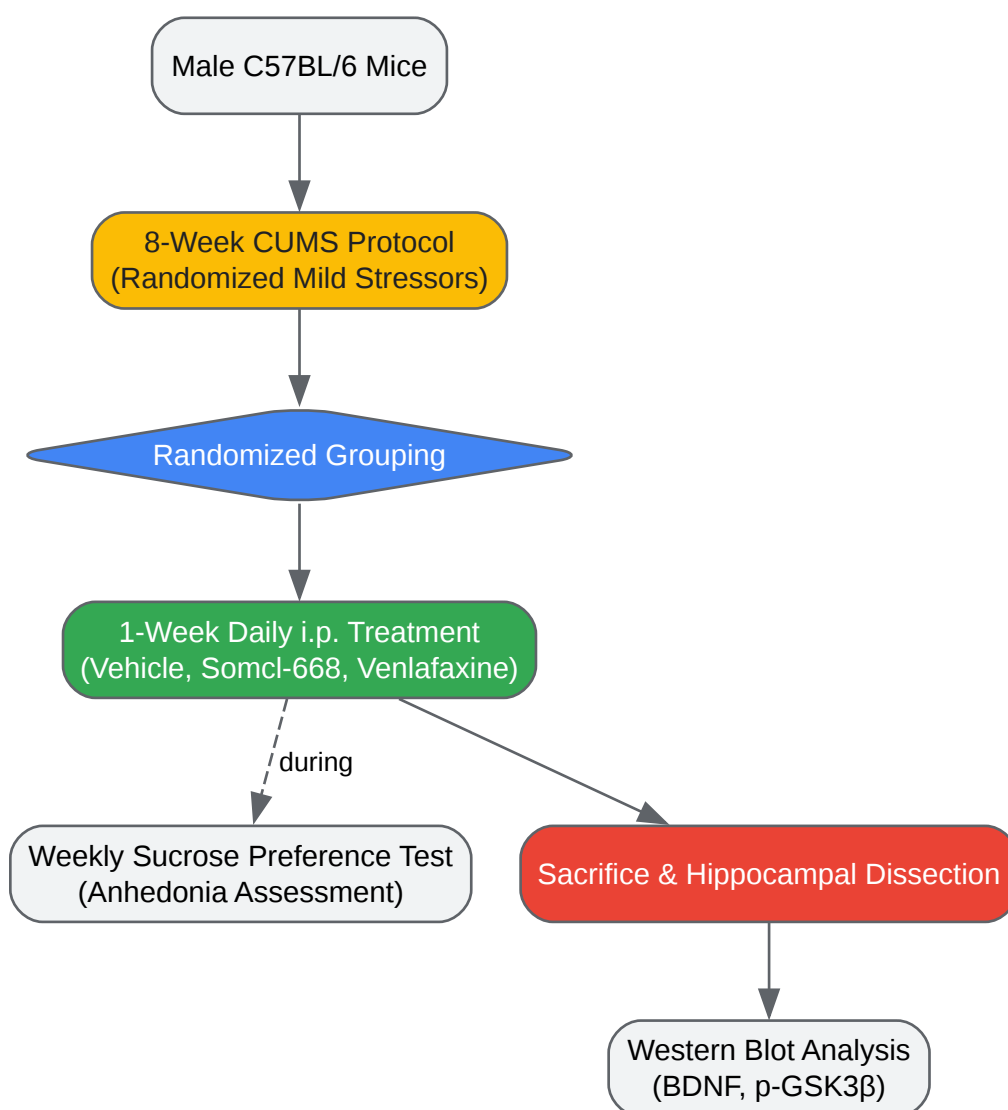 Male C57BL/6 Mice
8-Week CUMS Protocol
(Randomized Mild Stressors)
Randomized Grouping
1-Week Daily i.p. Treatment
(Vehicle, Somcl-668, Venlafaxine)
during
Weekly Sucrose Preference Test
(Anhedonia Assessment)
Sacrifice & Hippocampal Dissection
Western Blot Analysis
(BDNF, p-GSK3β)